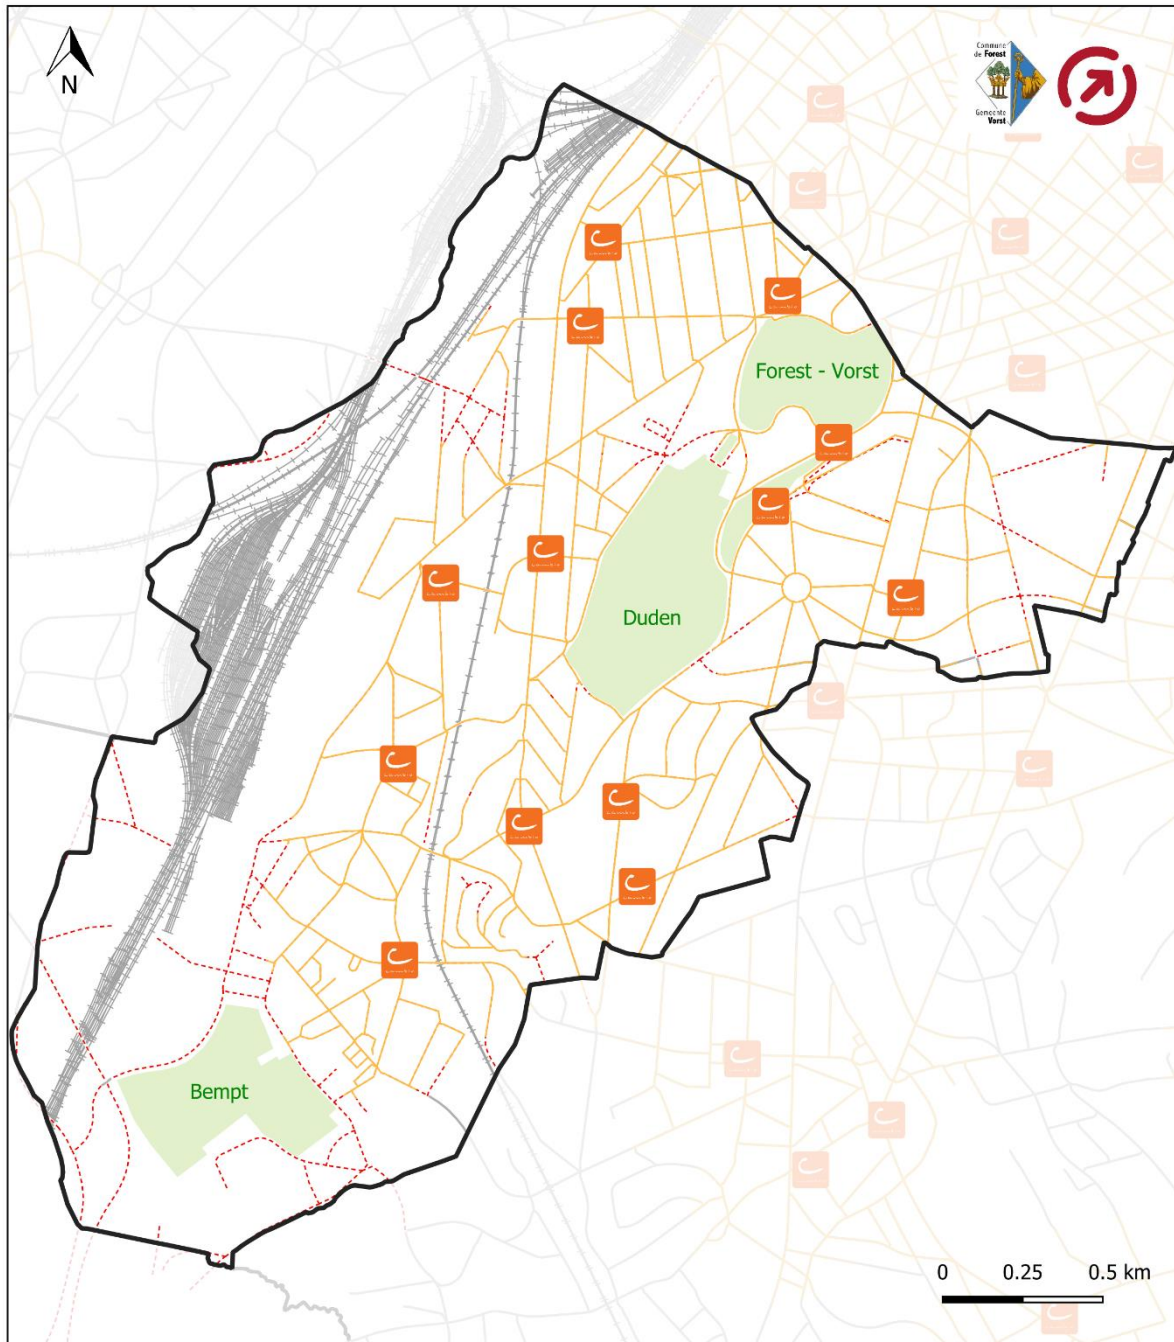 N
Commune
de Forest
Gemeente
Vorst
Forest - Vorst
Duden
Bempt
0 0.25 0.5 km